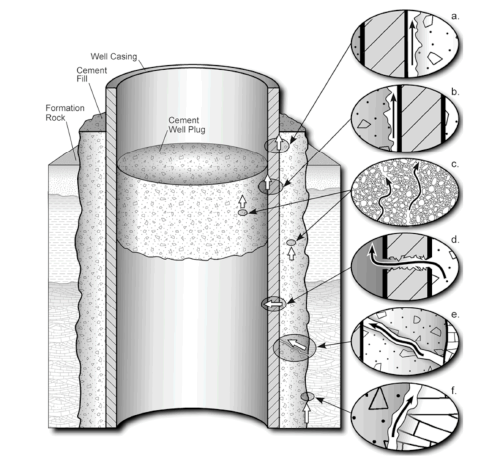 Well Casing
Cement
Fill
Formation
Rock
Cement
Well Plug
a.
b.
c.
d.
e.
f.